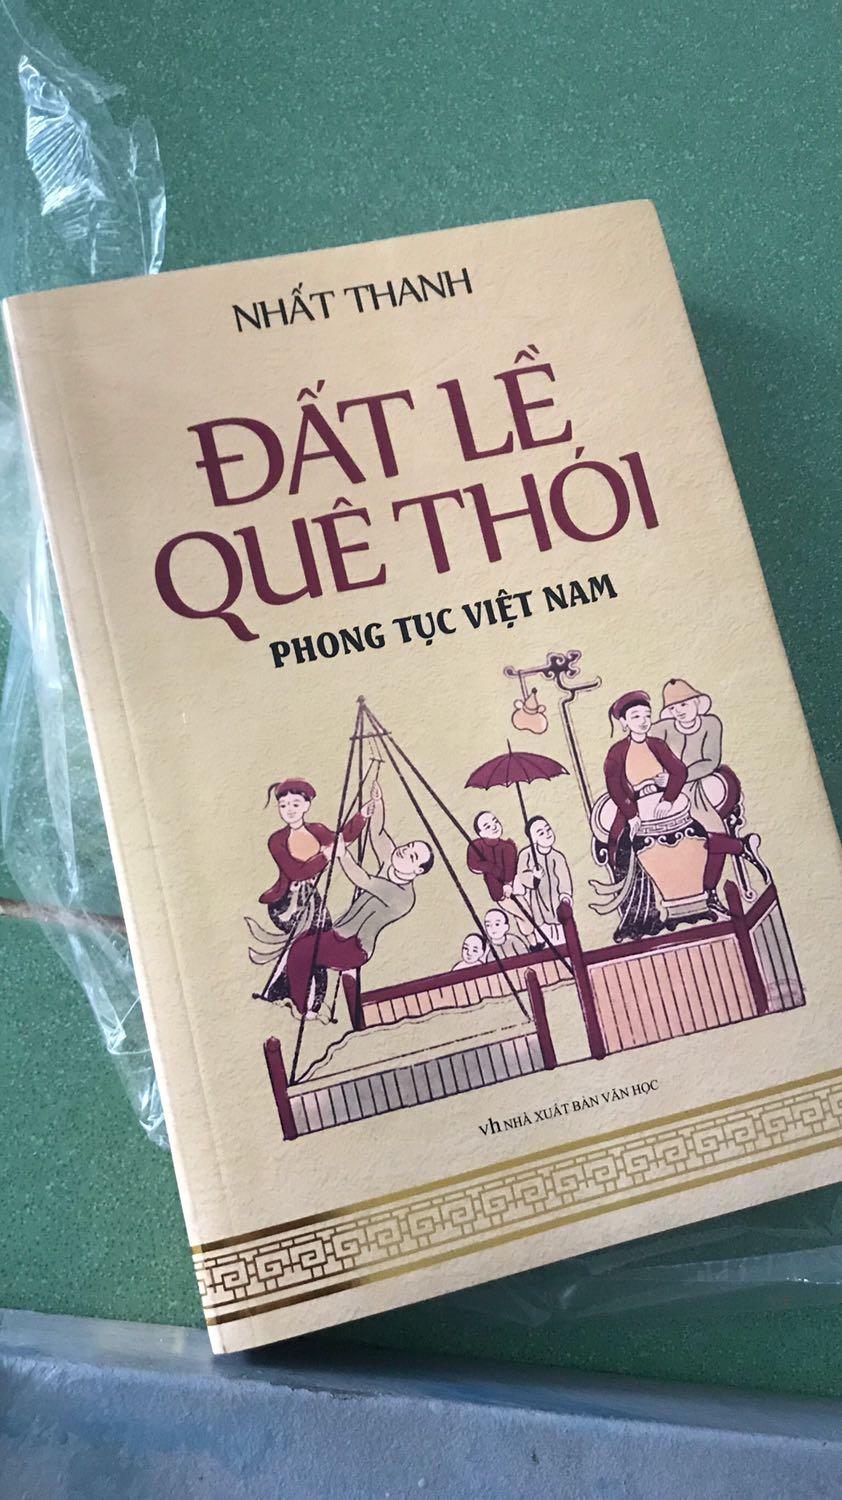 NHẤT THANH
ĐẤT LỀ
QUÊ THÓI
PHONG TỤC VIỆT NAM
vh NHÀ XUẤT BẢN VĂN HỌC